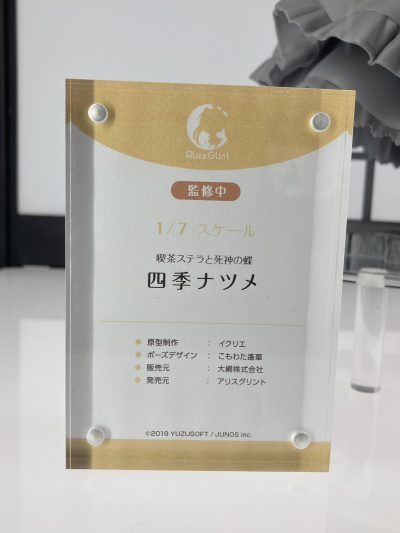 AliceGlint
監修中
1/7 スケール
喫茶ステラと死神の蝶
四季ナツメ
◆ 原型制作 : イクリエ
◆ ポーズデザイン : こもわた遙華
◆ 販売元 : 大網株式会社
◆ 発売元 : アリスグリント
©2019 YUZUSOFT / JUNOS inc.